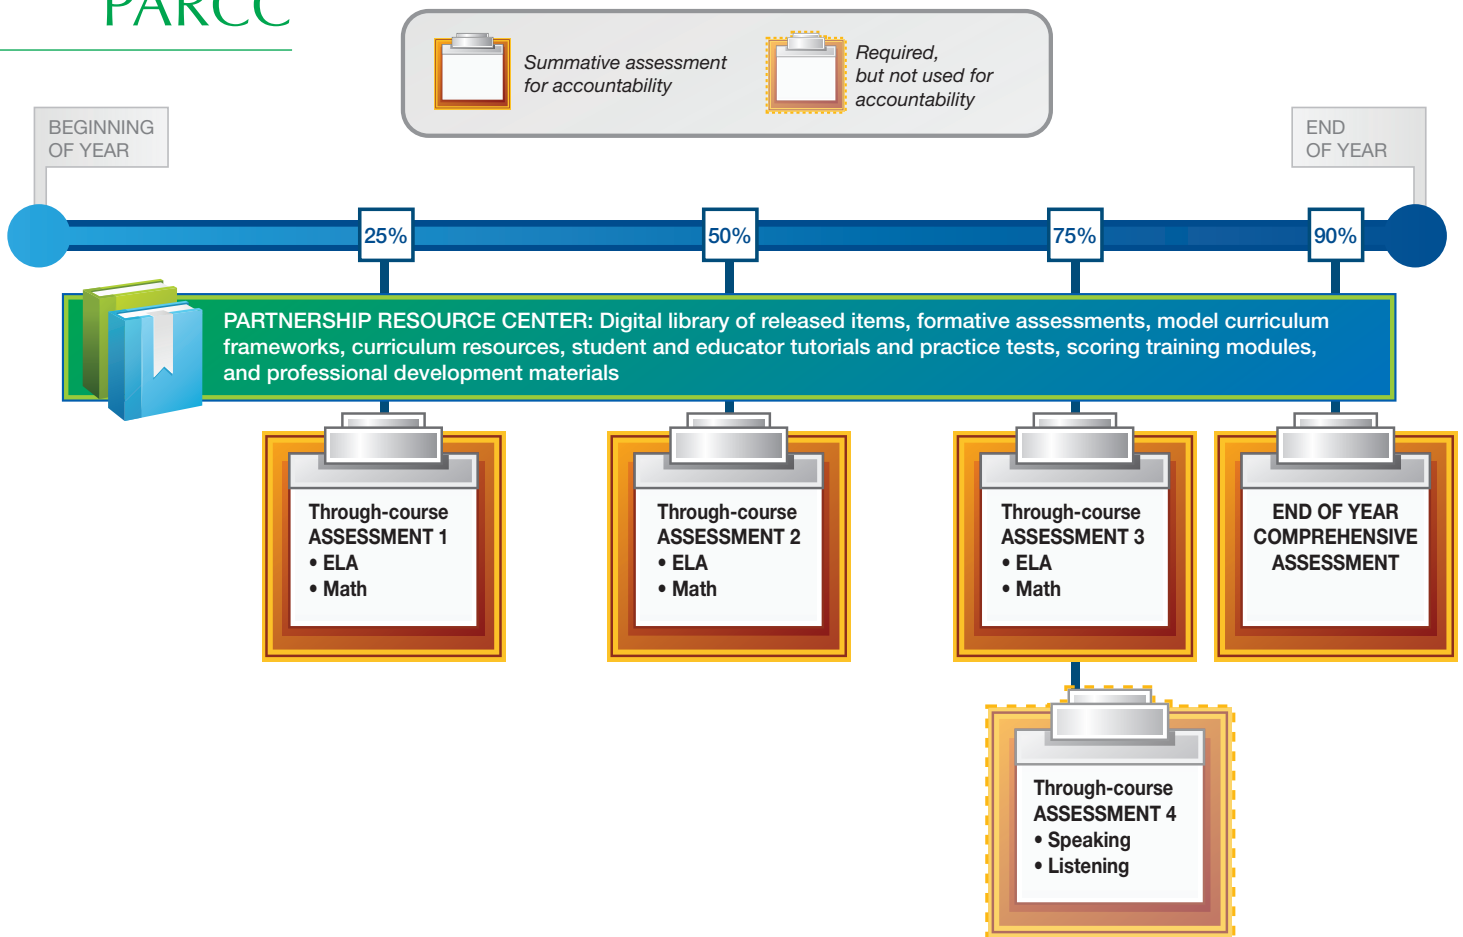 PARCC
Summative assessment
for accountability
Required,
but not used for
accountability
BEGINNING
OF YEAR
END
OF YEAR
25%
50%
75%
90%
PARTNERSHIP RESOURCE CENTER: Digital library of released items, formative assessments, model curriculum
frameworks, curriculum resources, student and educator tutorials and practice tests, scoring training modules,
and professional development materials
Through-course
ASSESSMENT 1
• ELA
• Math
Through-course
ASSESSMENT 2
• ELA
• Math
Through-course
ASSESSMENT 3
• ELA
• Math
END OF YEAR
COMPREHENSIVE
ASSESSMENT
Through-course
ASSESSMENT 4
• Speaking
• Listening